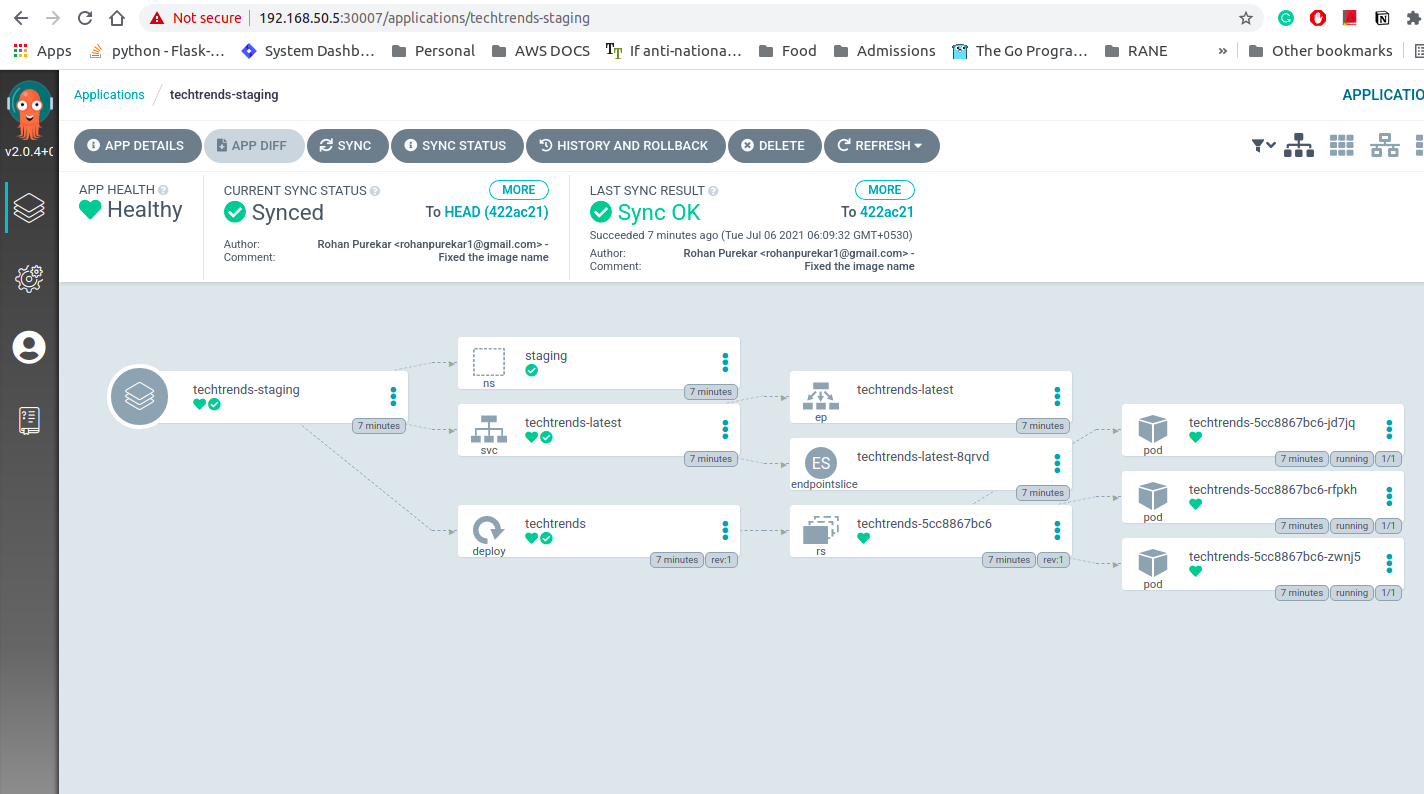 Not secure 192.168.50.5:30007/applications/techtrends-staging
Apps python - Flask-... System Dashb... Personal AWS DOCS If anti-nationa... Food Admissions The Go Progra... RANE » Other bookmarks
Applications / techtrends-staging
APPLICATIO
v2.0.4+0
APP DETAILS APP DIFF SYNC SYNC STATUS HISTORY AND ROLLBACK DELETE REFRESH
APP HEALTH
Healthy
CURRENT SYNC STATUS MORE
Synced To HEAD (422ac21)
Author: Rohan Purekar <rohanpurekar1@gmail.com> -
Comment: Fixed the image name
LAST SYNC RESULT MORE
Sync OK To 422ac21
Succeeded 7 minutes ago (Tue Jul 06 2021 06:09:32 GMT+0530)
Author: Rohan Purekar <rohanpurekar1@gmail.com> -
Comment: Fixed the image name
techtrends-staging
7 minutes
staging
ns
7 minutes
techtrends-latest
svc
7 minutes
techtrends
deploy
7 minutes rev:1
techtrends-latest
ep
7 minutes
ES
techtrends-latest-8qrvd
endpointslice
7 minutes
techtrends-5cc8867bc6
rs
7 minutes rev:1
techtrends-5cc8867bc6-jd7jq
pod
7 minutes running 1/1
techtrends-5cc8867bc6-rfpkh
pod
7 minutes running 1/1
techtrends-5cc8867bc6-zwnj5
pod
7 minutes running 1/1